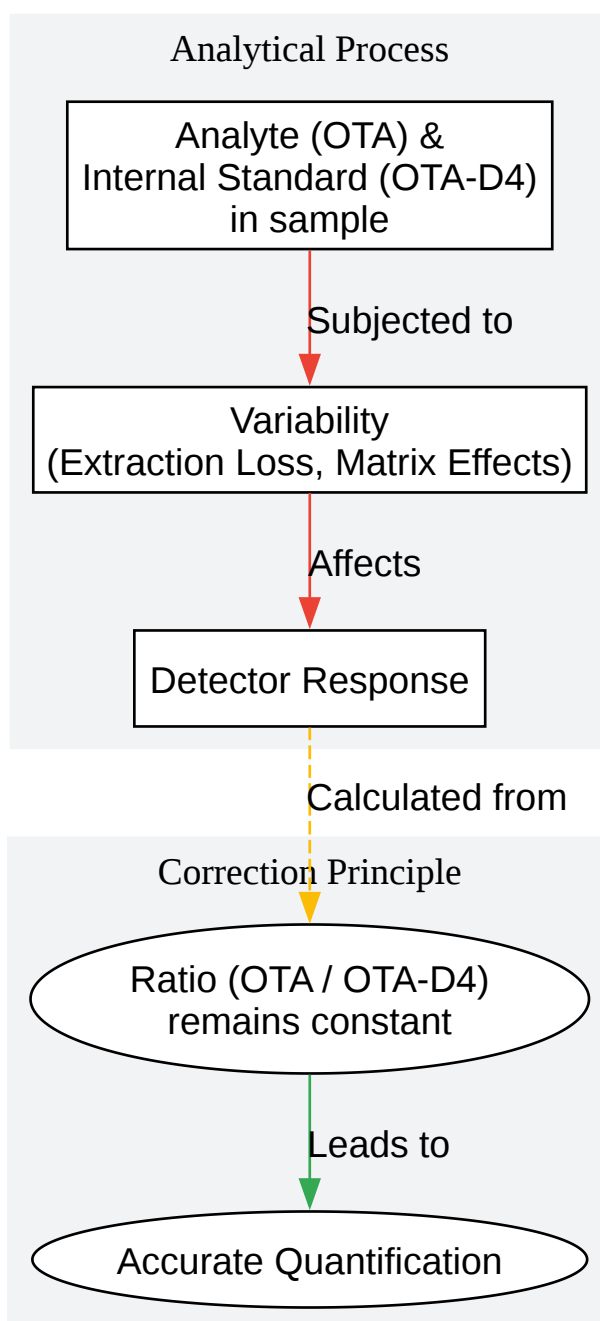 Analytical Process
Analyte (OTA) &
Internal Standard (OTA-D4)
in sample
Subjected to
Variability
(Extraction Loss, Matrix Effects)
Affects
Detector Response
Calculated from
Correction Principle
Ratio (OTA / OTA-D4)
remains constant
Leads to
Accurate Quantification